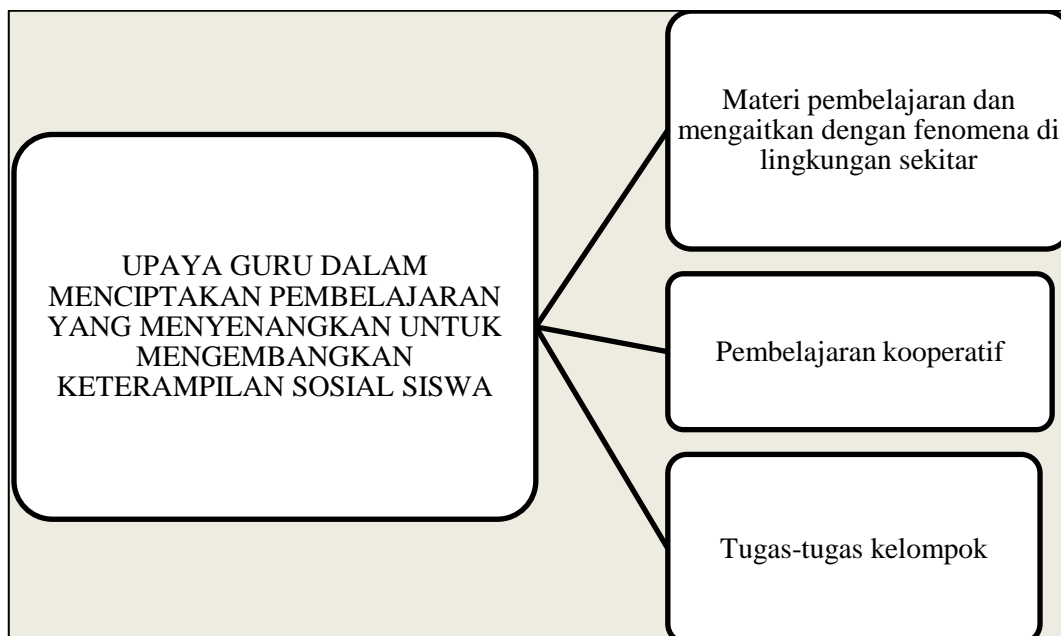 UPAYA GURU DALAM
MENCIPTAKAN PEMBELAJARAN
YANG MENYENANGKAN UNTUK
MENGEMBANGKAN
KETERAMPILAN SOSIAL SISWA
Materi pembelajaran dan
mengaitkan dengan fenomena di
lingkungan sekitar
Pembelajaran kooperatif
Tugas-tugas kelompok